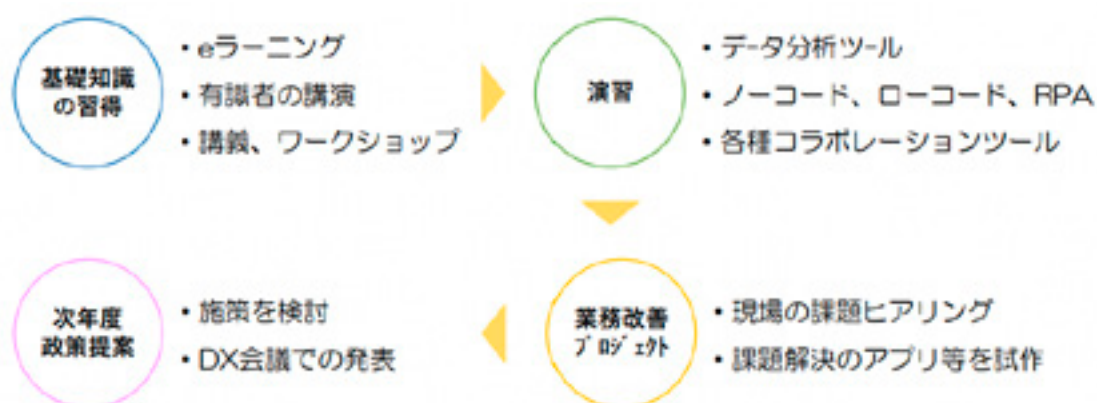 基礎知識
の習得
・eラーニング
・有識者の講演
・講義、ワークショップ
演習
・データ分析ツール
・ノーコード、ローコード、RPA
・各種コラボレーションツール
業務改善
ﾌﾟﾛｼﾞｪｸﾄ
・現場の課題ヒアリング
・課題解決のアプリ等を試作
次年度
政策提案
・施策を検討
・DX会議での発表